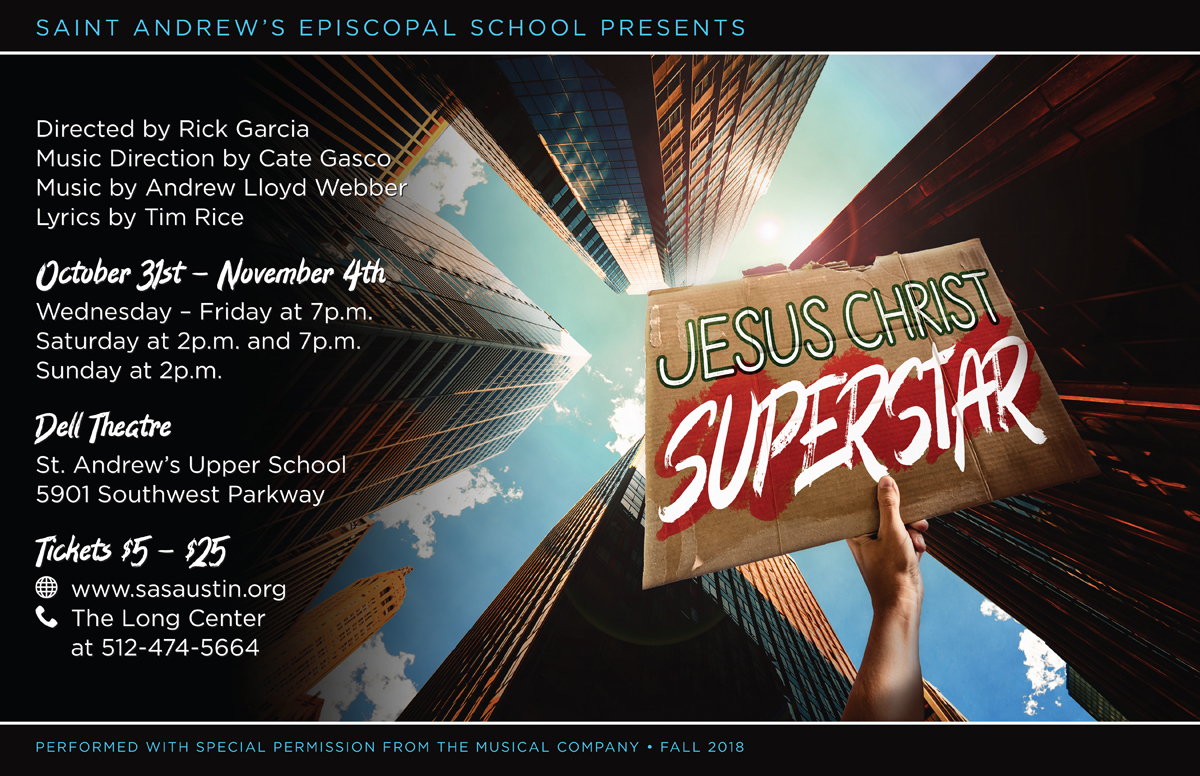 SAINT ANDREW’S EPISCOPAL SCHOOL PRESENTS
Directed by Rick Garcia
Music Direction by Cate Gasco
Music by Andrew Lloyd Webber
Lyrics by Tim Rice
October 31st – November 4th
Wednesday – Friday at 7p.m.
Saturday at 2p.m. and 7p.m.
Sunday at 2p.m.
Dell Theatre
St. Andrew’s Upper School
5901 Southwest Parkway
Tickets $5 – $25
www.sasaustin.org
The Long Center
at 512-474-5664
JESUS CHRIST
SUPERSTAR
PERFORMED WITH SPECIAL PERMISSION FROM THE MUSICAL COMPANY • FALL 2018